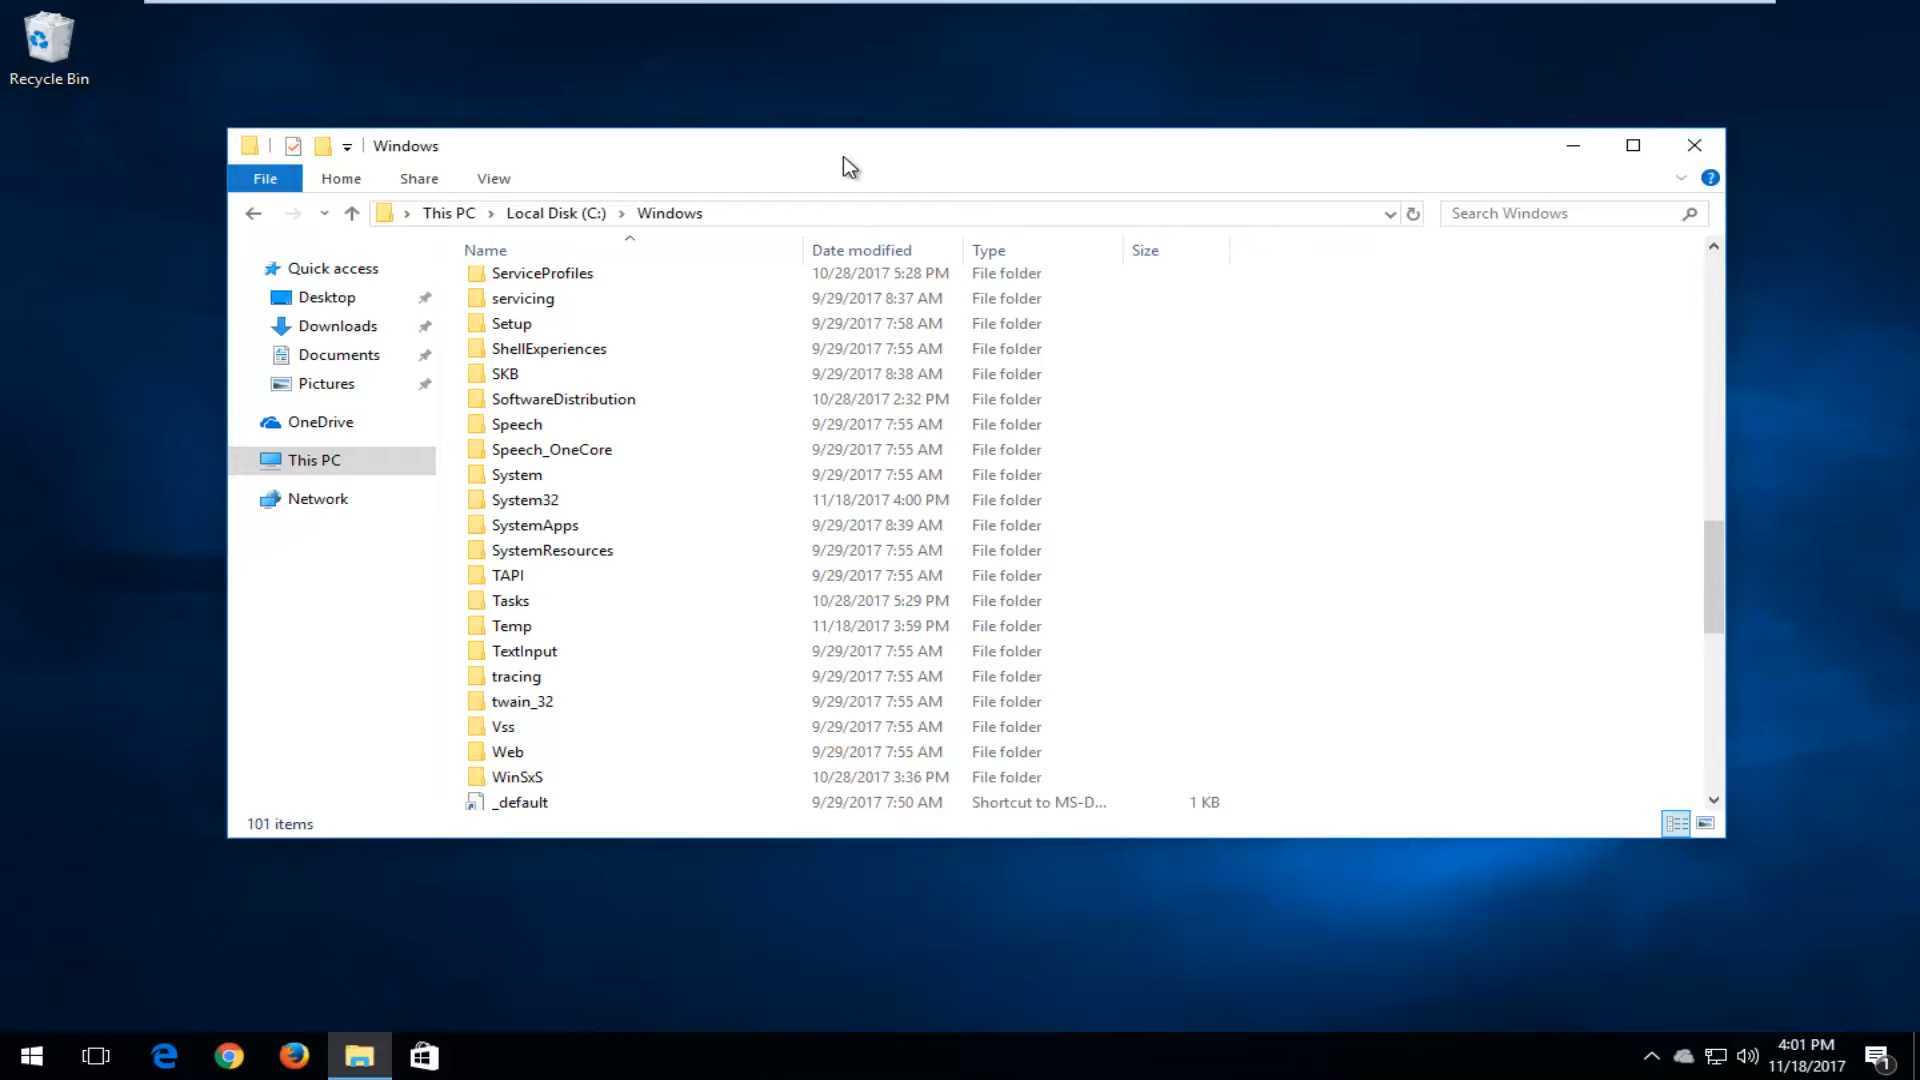 Recycle Bin
Windows
File Home Share View
This PC Local Disk (C:) Windows
Search Windows
Quick access
Desktop
Downloads
Documents
Pictures
OneDrive
This PC
Network
Name Date modified Type Size
ServiceProfiles 10/28/2017 5:28 PM File folder
servicing 9/29/2017 8:37 AM File folder
Setup 9/29/2017 7:58 AM File folder
ShellExperiences 9/29/2017 7:55 AM File folder
SKB 9/29/2017 8:38 AM File folder
SoftwareDistribution 10/28/2017 2:32 PM File folder
Speech 9/29/2017 7:55 AM File folder
Speech_OneCore 9/29/2017 7:55 AM File folder
System 9/29/2017 7:55 AM File folder
System32 11/18/2017 4:00 PM File folder
SystemApps 9/29/2017 8:39 AM File folder
SystemResources 9/29/2017 7:55 AM File folder
TAPI 9/29/2017 7:55 AM File folder
Tasks 10/28/2017 5:29 PM File folder
Temp 11/18/2017 3:59 PM File folder
TextInput 9/29/2017 7:55 AM File folder
tracing 9/29/2017 7:55 AM File folder
twain_32 9/29/2017 7:55 AM File folder
Vss 9/29/2017 7:55 AM File folder
Web 9/29/2017 7:55 AM File folder
WinSxS 10/28/2017 3:36 PM File folder
_default 9/29/2017 7:50 AM Shortcut to MS-D... 1 KB
101 items
4:01 PM
11/18/2017
1